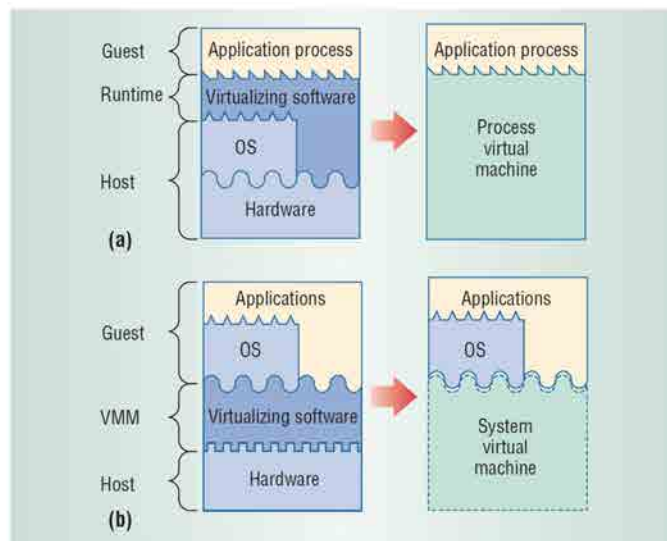 Guest
Application process
Application process
Runtime
Virtualizing software
OS
Process
virtual
machine
Host
Hardware
(a)
Applications
Applications
Guest
OS
OS
VMM
Virtualizing software
System
virtual
machine
Host
Hardware
(b)